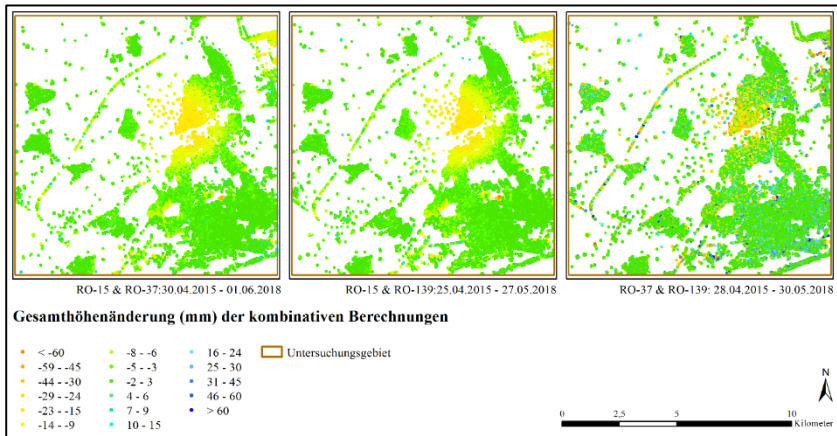 RO-15 & RO-37:30.04.2015 - 01.06.2018
RO-15 & RO-139:25.04.2015 - 27.05.2018
RO-37 & RO-139: 28.04.2015 - 30.05.2018
Gesamthöhenänderung (mm) der kombinativen Berechnungen
< -60
-59 - -45
-44 - -30
-29 - -24
-23 - -15
-14 - -9
-8 - -6
-5 - -3
-2 - 3
4 - 6
7 - 9
10 - 15
16 - 24
25 - 30
31 - 45
46 - 60
> 60
Untersuchungsgebiet
N
0 2,5 5 10
Kilometer